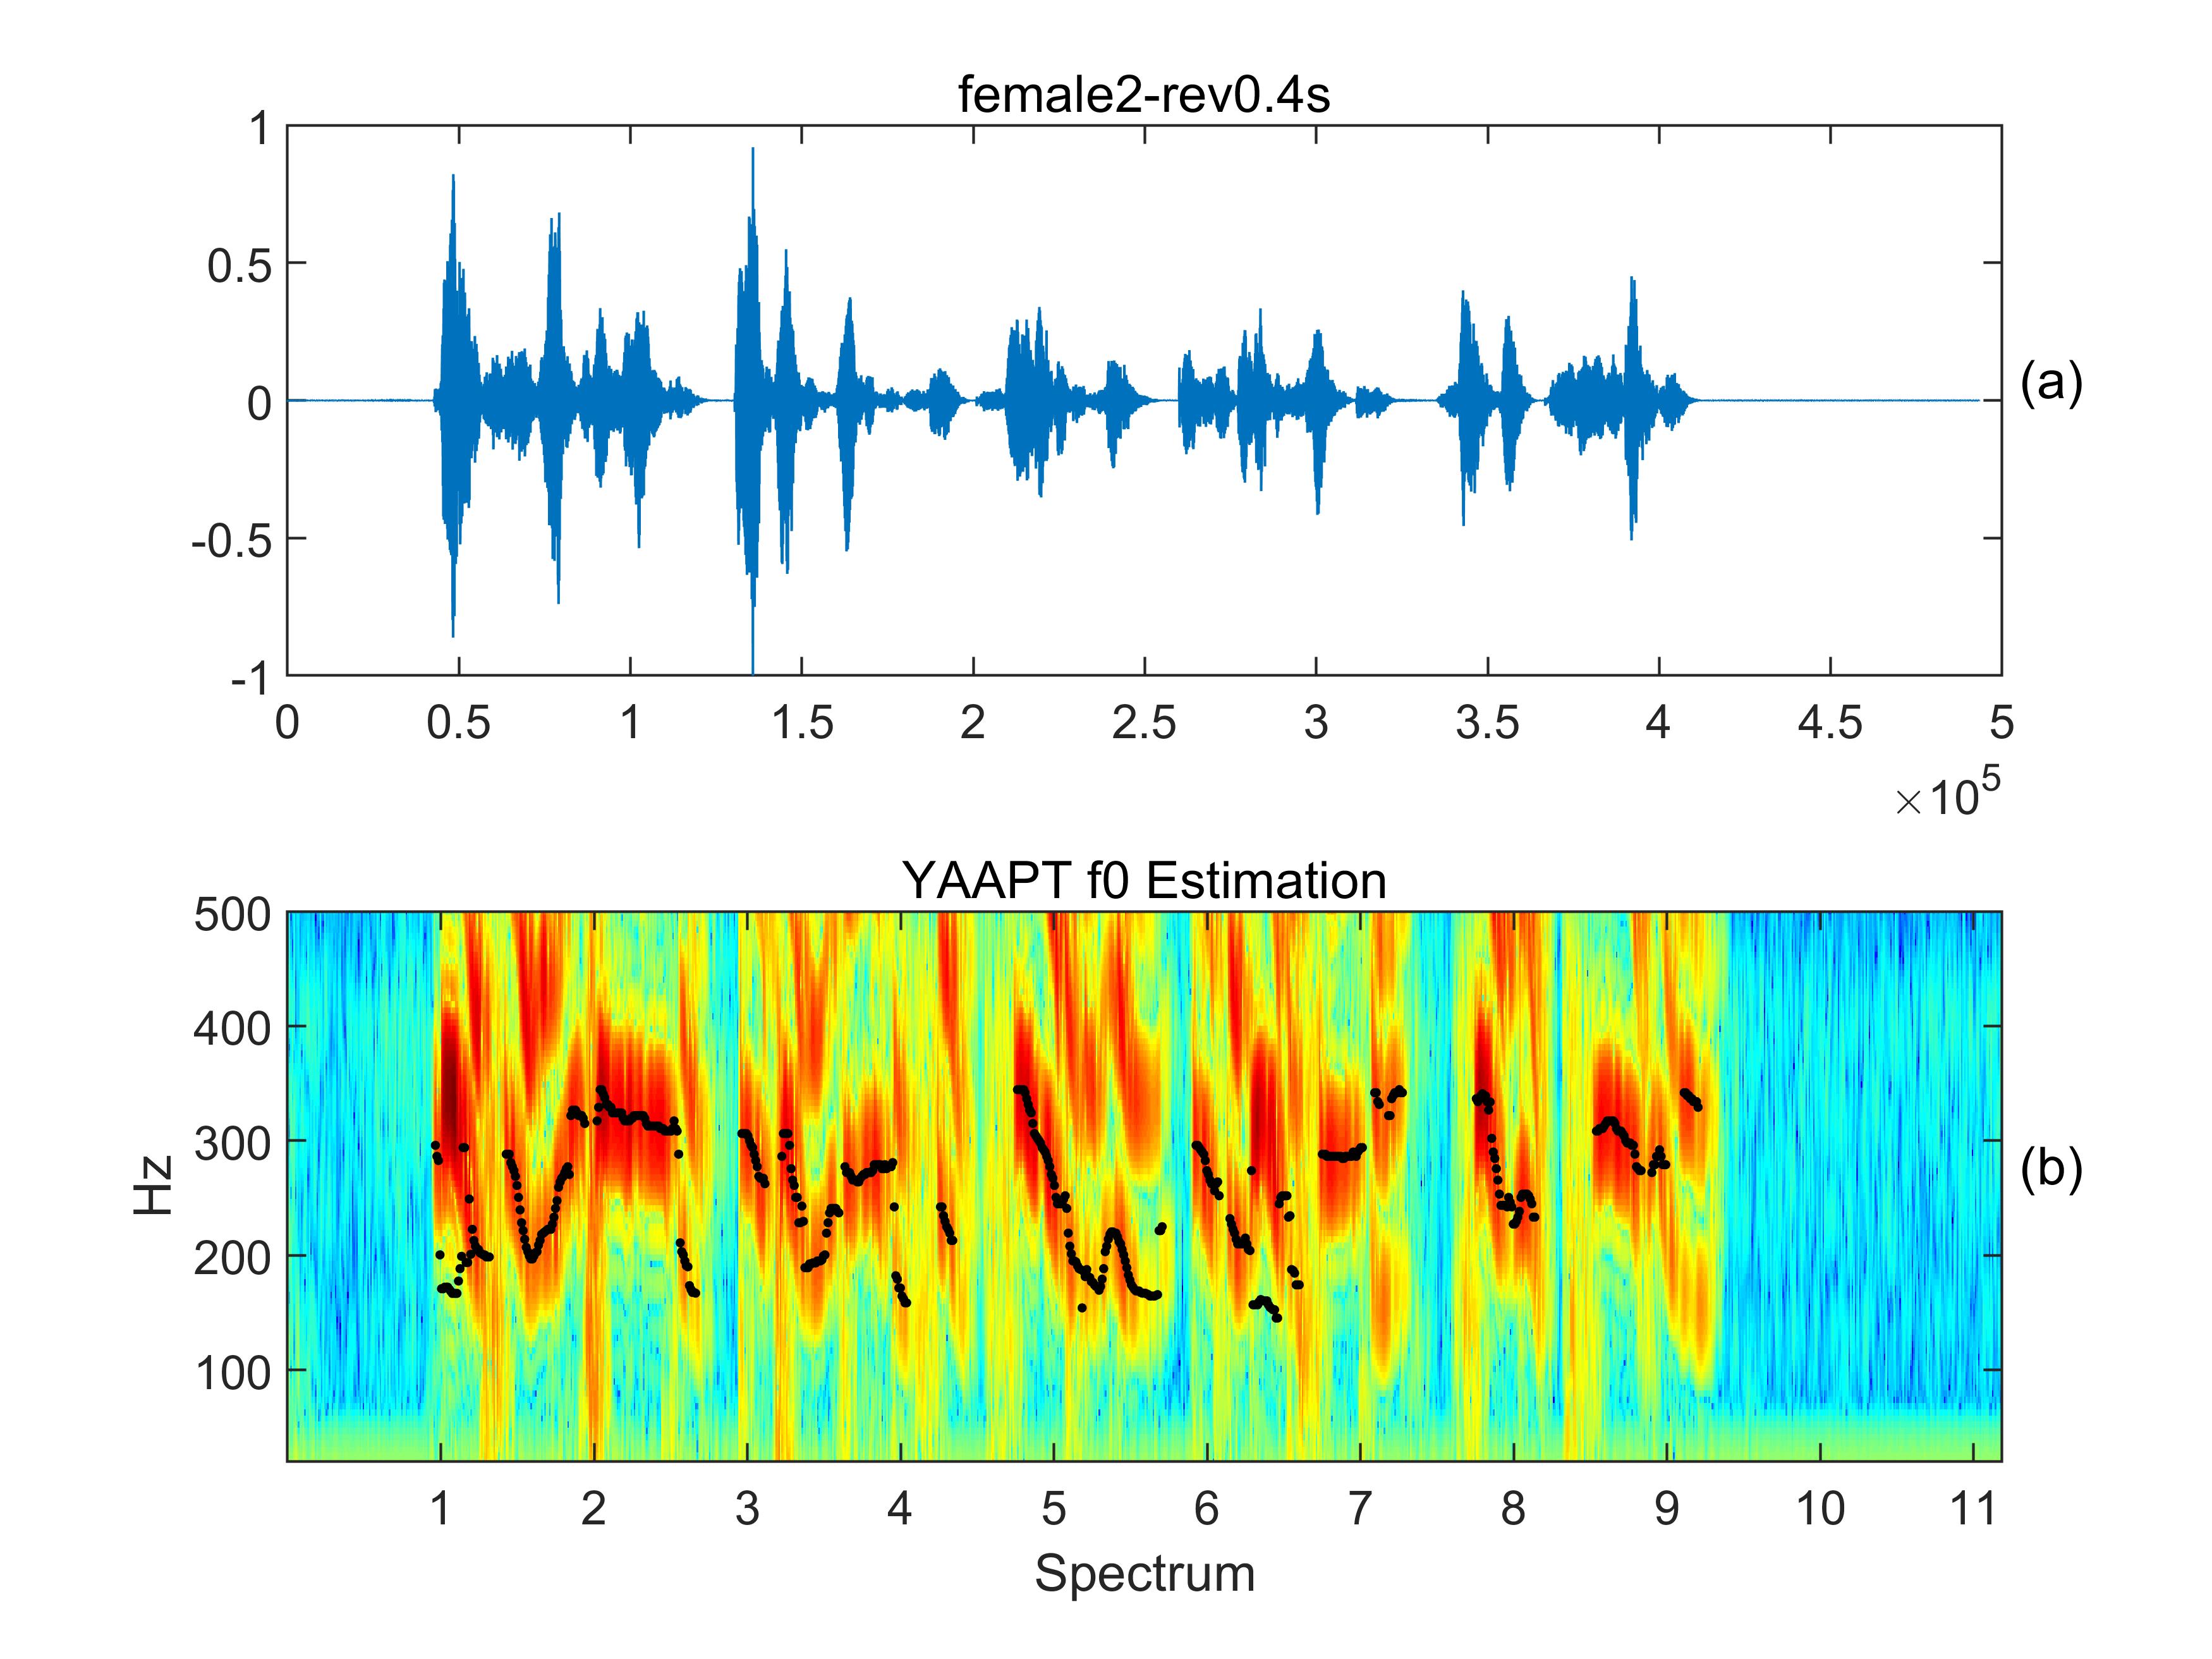 female2-rev0.4s
1
0.5
0
-0.5
-1
(a)
0 0.5 1 1.5 2 2.5 3 3.5 4 4.5 5
×10⁵
YAAPT f0 Estimation
500
400
300
200
100
Hz
(b)
1 2 3 4 5 6 7 8 9 10 11
Spectrum